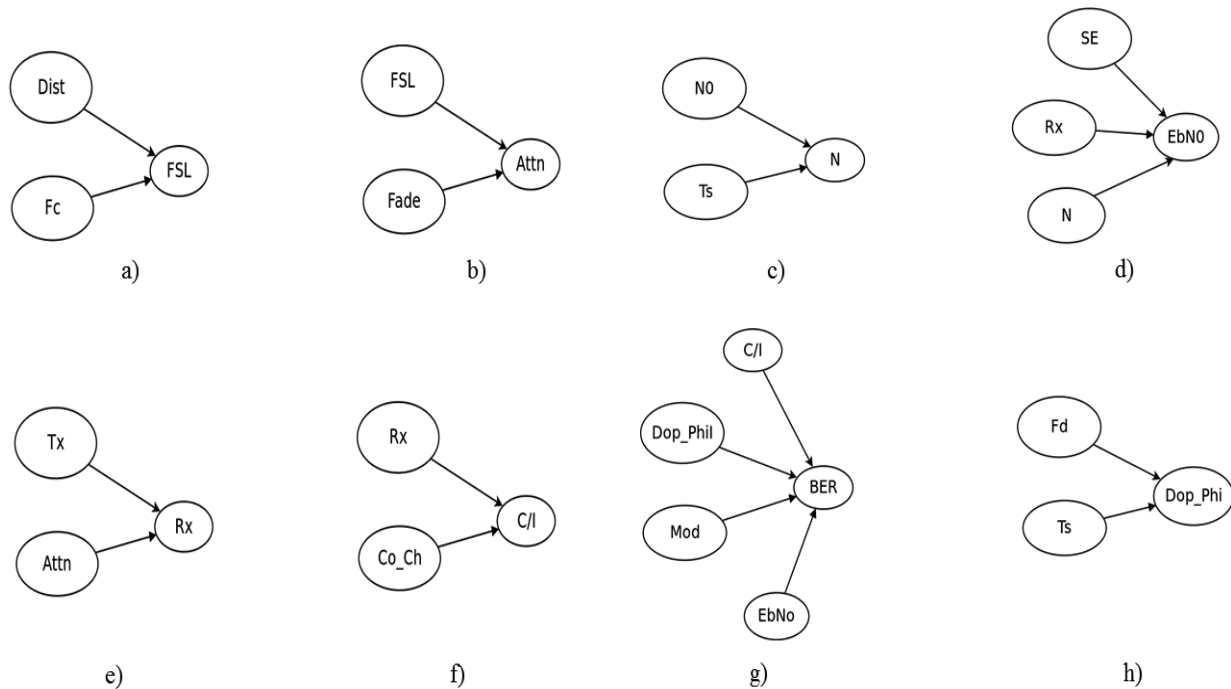 Dist
Fc
FSL
a)
FSL
Fade
Attn
b)
N0
Ts
N
c)
SE
Rx
N
EbN0
d)
Tx
Attn
Rx
e)
Rx
Co_Ch
C/I
f)
C/I
Dop_PhiI
Mod
EbNo
BER
g)
Fd
Ts
Dop_Phi
h)